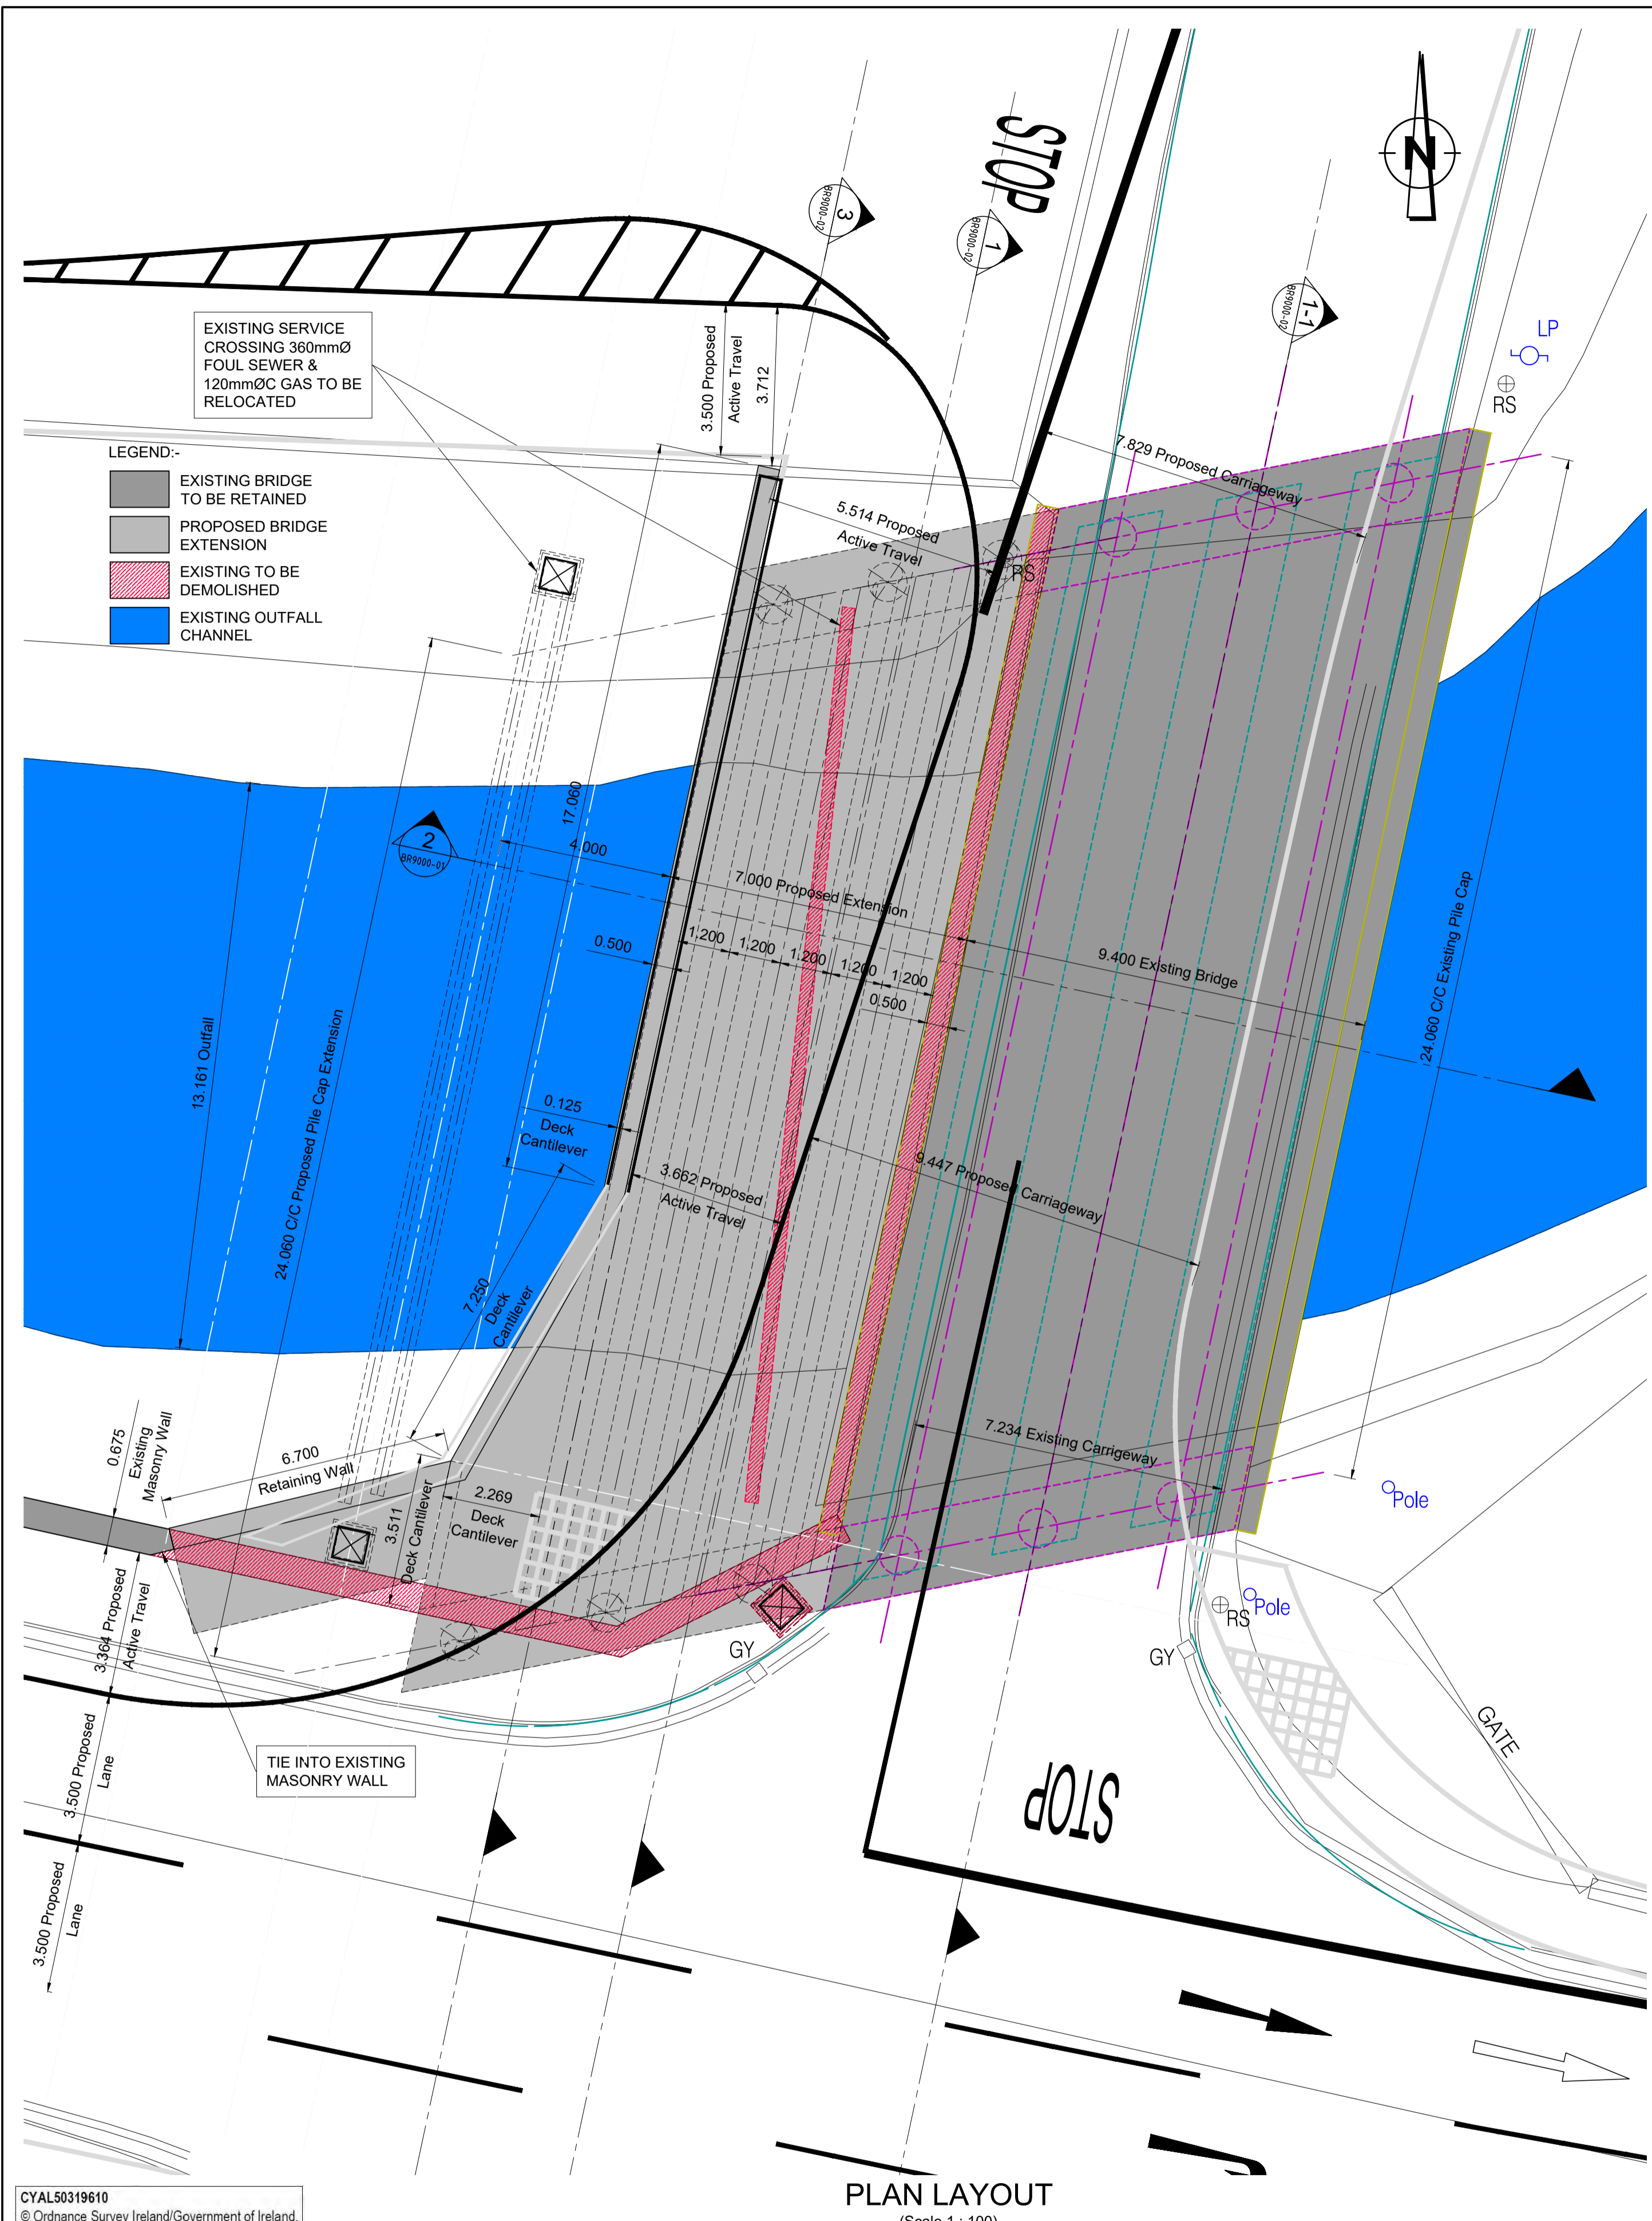 STOP
N
3
BR9000-02
1
BR9000-02
1-1
BR9000-02
LP
RS
EXISTING SERVICE
CROSSING 360mmØ
FOUL SEWER &
120mmØC GAS TO BE
RELOCATED
3.500 Proposed
Active Travel
3.712
LEGEND:-
EXISTING BRIDGE
TO BE RETAINED
PROPOSED BRIDGE
EXTENSION
EXISTING TO BE
DEMOLISHED
EXISTING OUTFALL
CHANNEL
7.829 Proposed Carriageway
5.514 Proposed
Active Travel
RS
17.060
2
BR9000-01
4.000
7.000 Proposed Extension
9.400 Existing Bridge
0.500
1.200
1.200
1.200
1.200
1.200
0.500
24.060 C/C Existing Pile Cap
13.161 Outfall
24.060 C/C Proposed Pile Cap Extension
0.125
Deck
Cantilever
3.662 Proposed
Active Travel
9.447 Proposed Carriageway
7.250
Deck
Cantilever
7.234 Existing Carrigeway
0.675
Existing
Masonry Wall
6.700
Retaining Wall
3.511
Deck Cantilever
2.269
Deck
Cantilever
Pole
Pole
RS
GY
GY
GATE
3.364 Proposed
Active Travel
3.500 Proposed
Lane
3.500 Proposed
Lane
TIE INTO EXISTING
MASONRY WALL
STOP
PLAN LAYOUT
(Scale 1 : 100)
CYAL50319610
© Ordnance Survey Ireland/Government of Ireland.